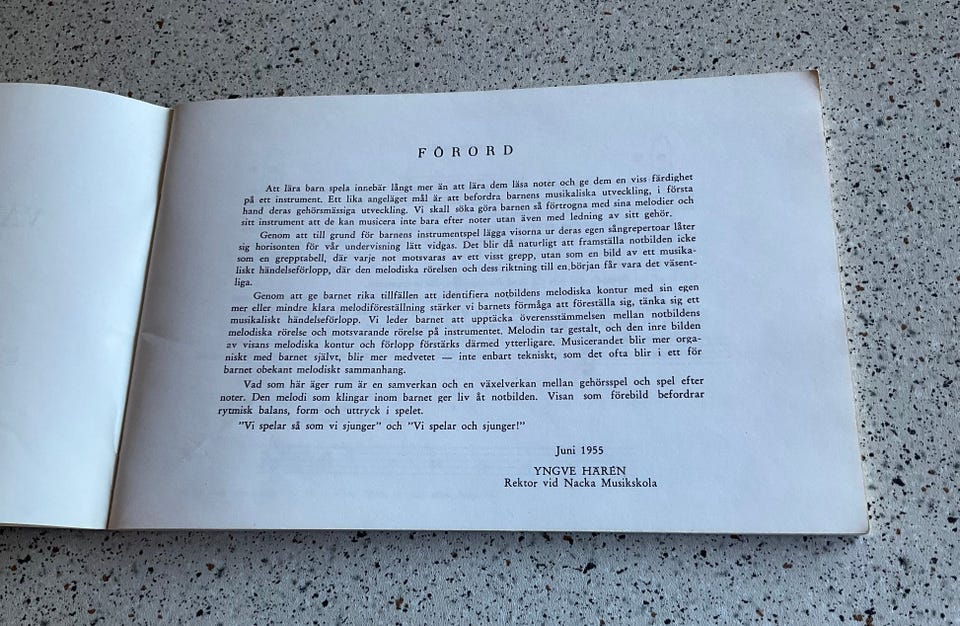 FÖRORD
Att lära barn spela innebär långt mer än att lära dem läsa noter och ge dem en viss färdighet
på ett instrument. Ett lika angeläget mål är att befordra barnens musikaliska utveckling, i första
hand deras gehörsmässiga utveckling. Vi skall söka göra barnen så förtrogna med sina melodier och
sitt instrument att de kan musicera inte bara efter noter utan även med ledning av sitt gehör.
Genom att till grund för barnens instrumentspel lägga visorna ur deras egen sångrepertoar låter
sig horisonten för vår undervisning lätt vidgas. Det blir då naturligt att framställa notbilden icke
som en grepptabell, där varje not motsvaras av ett visst grepp, utan som en bild av ett musika-
liskt händelseförlopp, där den melodiska rörelsen och dess riktning till en början får vara det väsent-
liga.
Genom att ge barnet rika tillfällen att identifiera notbildens melodiska kontur med sin egen
mer eller mindre klara melodiföreställning stärker vi barnets förmåga att föreställa sig, tänka sig ett
musikaliskt händelseförlopp. Vi leder barnet att upptäcka överensstämmelsen mellan notbildens
melodiska rörelse och motsvarande rörelse på instrumentet. Melodin tar gestalt, och den inre bilden
av visans melodiska kontur och förlopp förstärks därmed ytterligare. Musicerandet blir mer orga-
niskt med barnet självt, blir mer medvetet — inte enbart tekniskt, som det ofta blir i ett för
barnet obekant melodiskt sammanhang.
Vad som här äger rum är en samverkan och en växelverkan mellan gehörsspel och spel efter
noter. Den melodi som klingar inom barnet ger liv åt notbilden. Visan som förebild befordrar
rytmisk balans, form och uttryck i spelet.
"Vi spelar så som vi sjunger" och "Vi spelar och sjunger!"
Juni 1955
YNGVE HÄRÉN
Rektor vid Nacka Musikskola